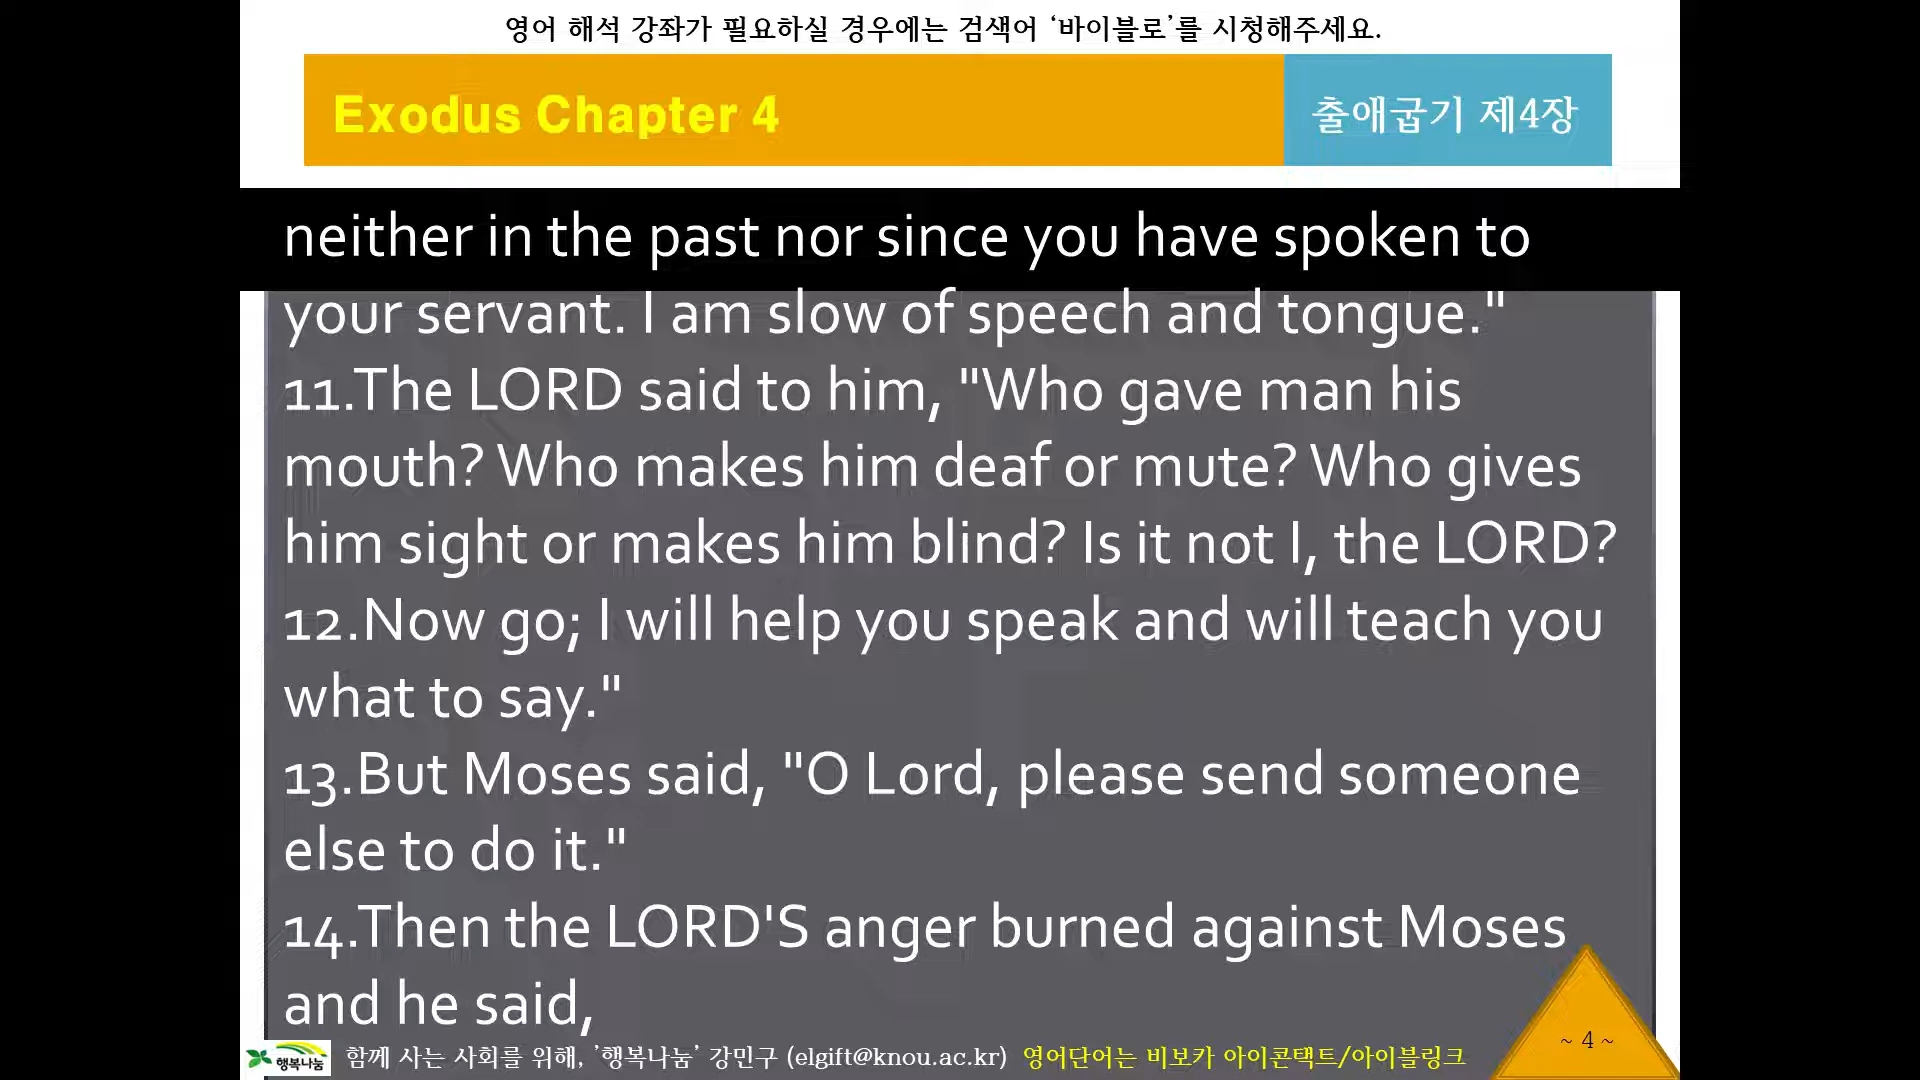 영어 해석 강좌가 필요하실 경우에는 검색어 ‘바이블로’를 시청해주세요.
Exodus Chapter 4
출애굽기 제4장
neither in the past nor since you have spoken to
your servant. I am slow of speech and tongue."
11.The LORD said to him, "Who gave man his
mouth? Who makes him deaf or mute? Who gives
him sight or makes him blind? Is it not I, the LORD?
12.Now go; I will help you speak and will teach you
what to say."
13.But Moses said, "O Lord, please send someone
else to do it."
14.Then the LORD'S anger burned against Moses
and he said,
행복나눔 함께 사는 사회를 위해, ’행복나눔’ 강민구 (elgift@knou.ac.kr) 영어단어는 비보카 아이콘택트/아이블링크
~ 4 ~